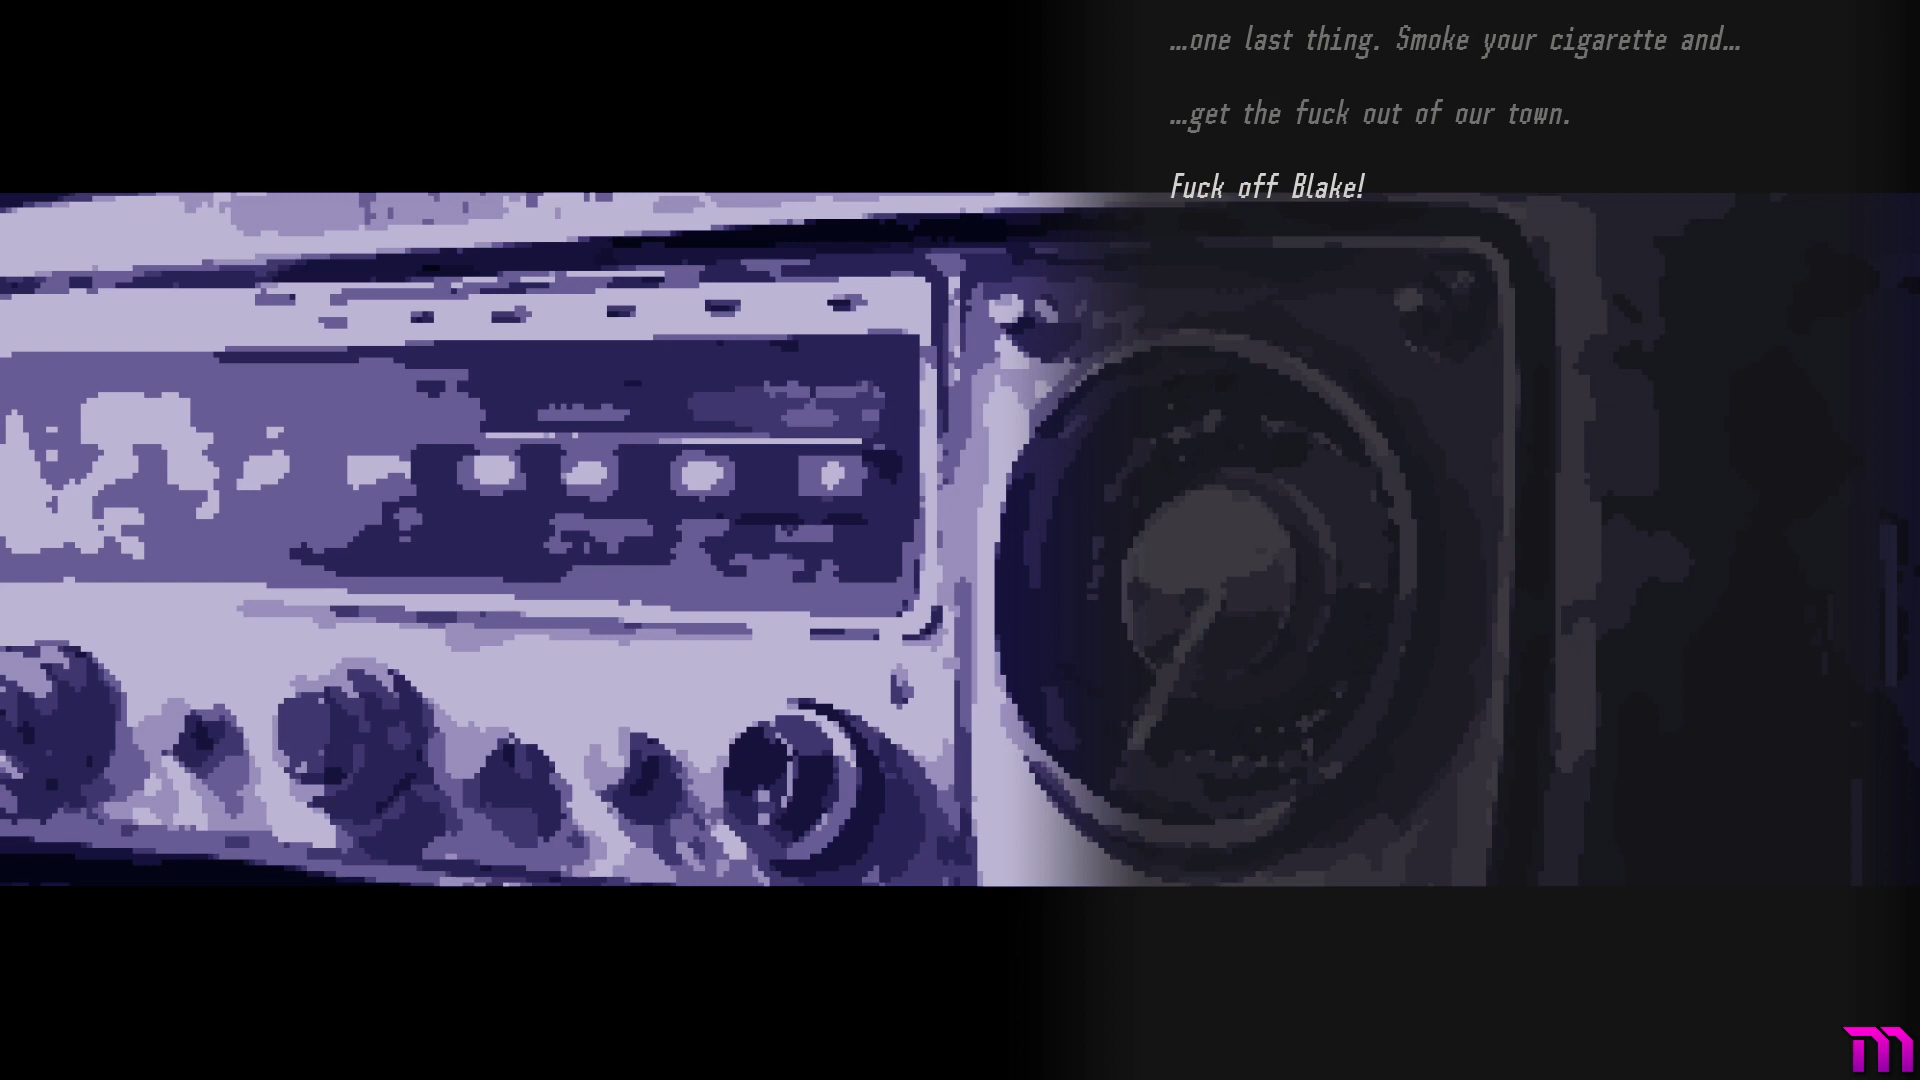 …one last thing. Smoke your cigarette and…
…get the fuck out of our town.
Fuck off Blake!